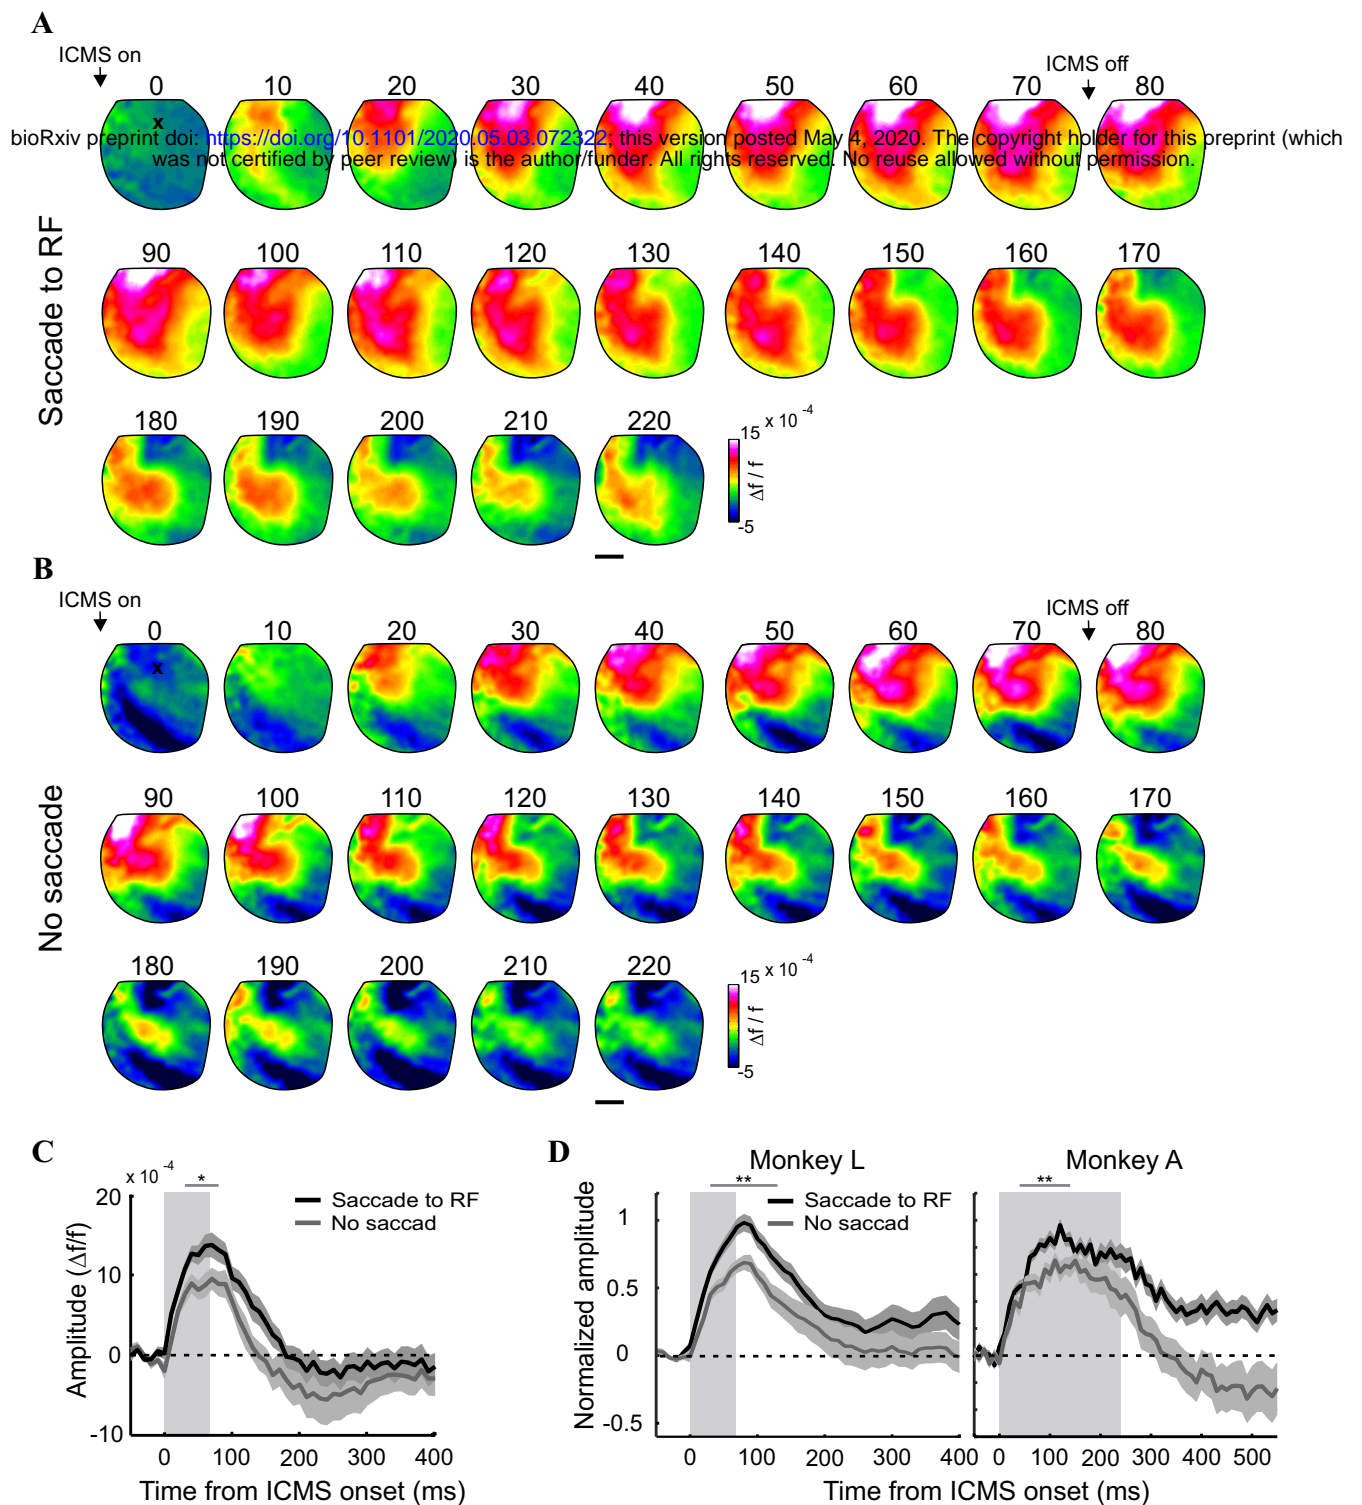 A
ICMS on
ICMS off
0 10 20 30 40 50 60 70 80
x
bioRxiv preprint doi: https://doi.org/10.1101/2020.05.03.072322; this version posted May 4, 2020. The copyright holder for this preprint (which
was not certified by peer review) is the author/funder. All rights reserved. No reuse allowed without permission.
Saccade to RF
90 100 110 120 130 140 150 160 170
180 190 200 210 220
15 x 10 -4
Δf / f
-5
B
ICMS on
ICMS off
0 10 20 30 40 50 60 70 80
x
No saccade
90 100 110 120 130 140 150 160 170
180 190 200 210 220
15 x 10 -4
Δf / f
-5
C
x 10 -4
*
Saccade to RF
No saccad
20
10
0
-10
Amplitude (Δf/f)
0 100 200 300 400
Time from ICMS onset (ms)
D
Monkey L
Monkey A
**
**
Saccade to RF
No saccad
1
0.5
0
-0.5
Normalized amplitude
0 100 200 300 400
0 100 200 300 400 500
Time from ICMS onset (ms)